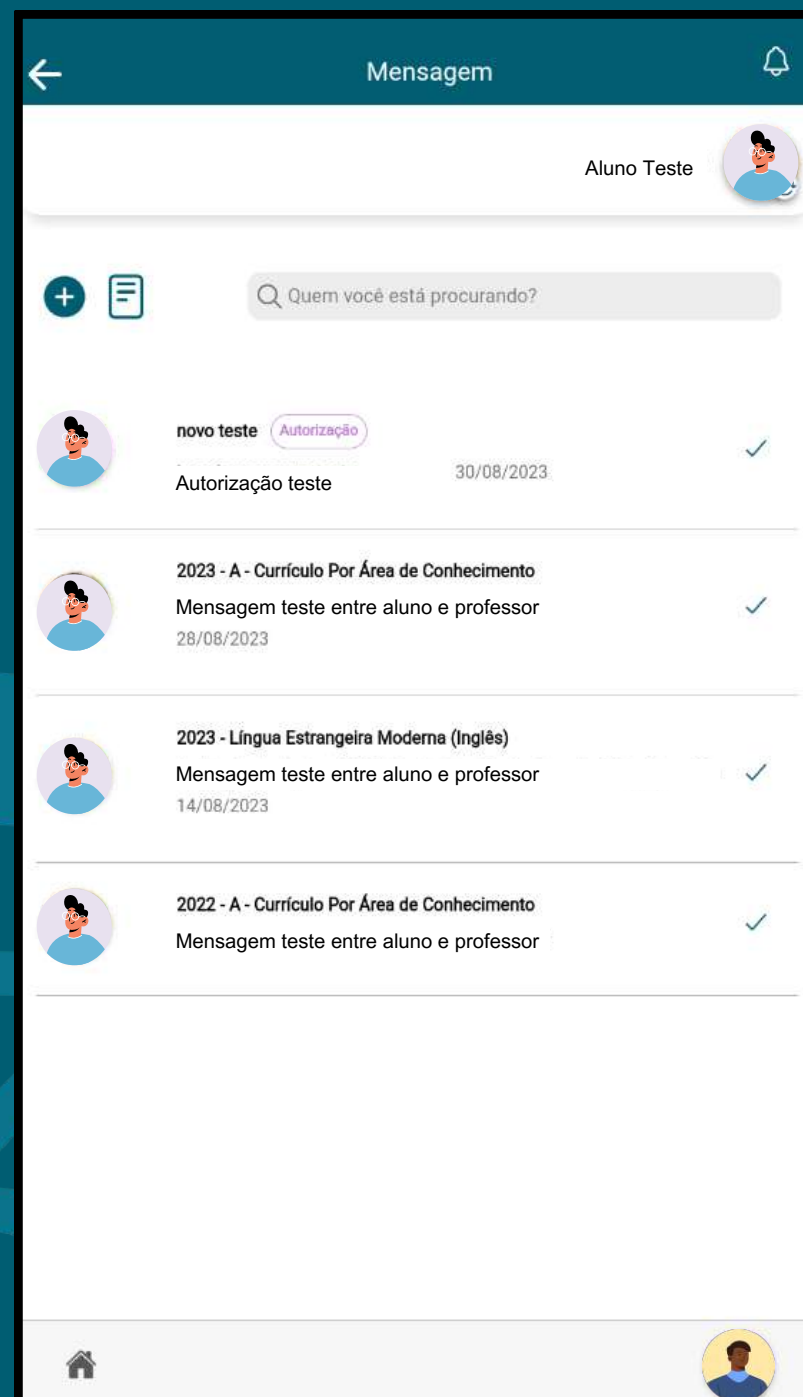 Mensagem
Aluno Teste
Quem você está procurando?
novo teste Autorização
Autorização teste 30/08/2023
2023 - A - Currículo Por Área de Conhecimento
Mensagem teste entre aluno e professor
28/08/2023
2023 - Língua Estrangeira Moderna (Inglês)
Mensagem teste entre aluno e professor
14/08/2023
2022 - A - Currículo Por Área de Conhecimento
Mensagem teste entre aluno e professor